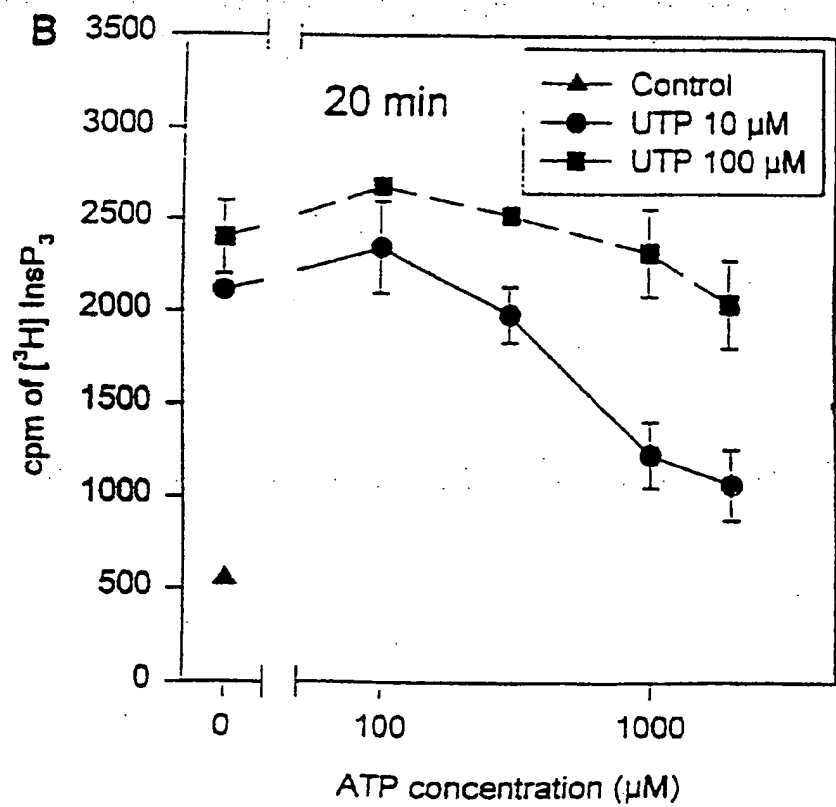 B
3500
3000
2500
2000
1500
1000
500
0
cpm of [³H] InsP₃
20 min
Control
UTP 10 µM
UTP 100 µM
0
100
1000
ATP concentration (µM)